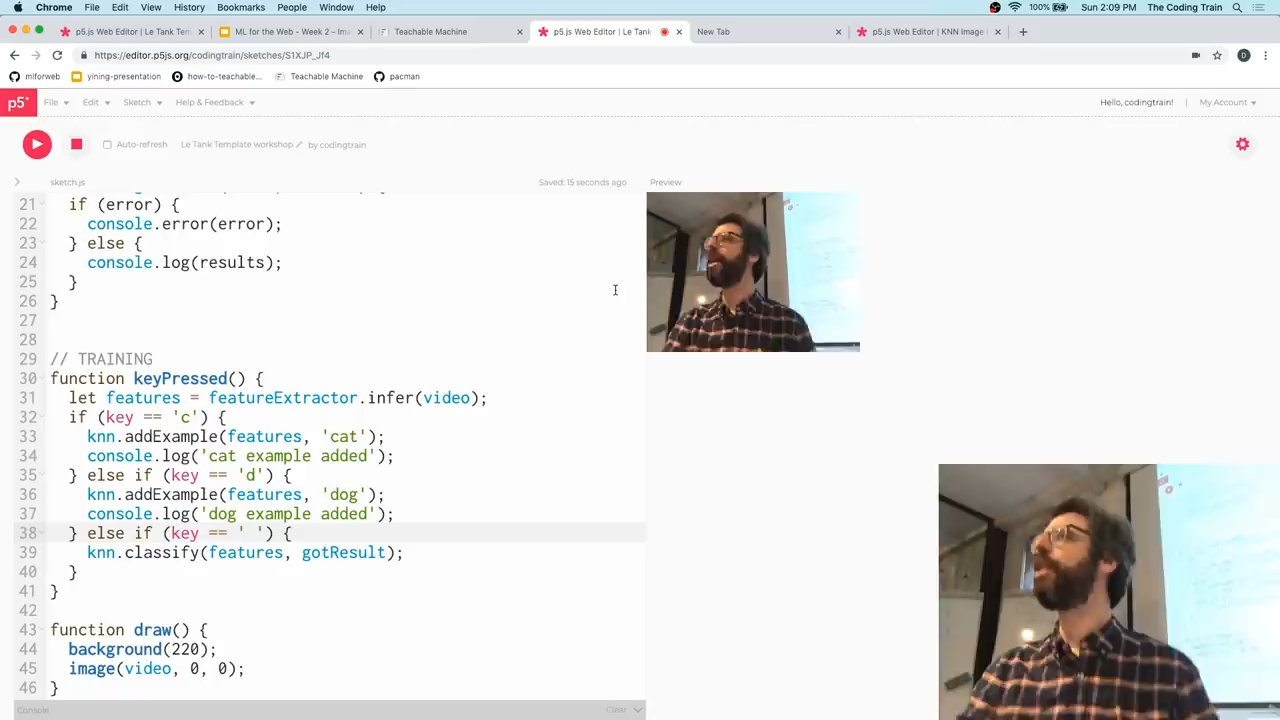 Chrome File Edit View History Bookmarks People Window Help 100% Sun 2:09 PM The Coding Train
p5.js Web Editor | Le Tank Tem ML for the Web - Week 2 - Im Teachable Machine p5.js Web Editor | Le Tank New Tab p5.js Web Editor | KNN Image
https://editor.p5js.org/codingtrain/sketches/S1XJP_Jf4
mlforweb yining-presentation how-to-teachable... Teachable Machine pacman
p5* File Edit Sketch Help & Feedback Hello, codingtrain! | My Account
Auto-refresh Le Tank Template workshop by codingtrain
sketch.js Saved: 15 seconds ago Preview
21 if (error) {
22 console.error(error);
23 } else {
24 console.log(results);
25 }
26 }
27
28
29 // TRAINING
30 function keyPressed() {
31 let features = featureExtractor.infer(video);
32 if (key == 'c') {
33 knn.addExample(features, 'cat');
34 console.log('cat example added');
35 } else if (key == 'd') {
36 knn.addExample(features, 'dog');
37 console.log('dog example added');
38 } else if (key == ' ') {
39 knn.classify(features, gotResult);
40 }
41 }
42
43 function draw() {
44 background(220);
45 image(video, 0, 0);
46 }
Console Clear